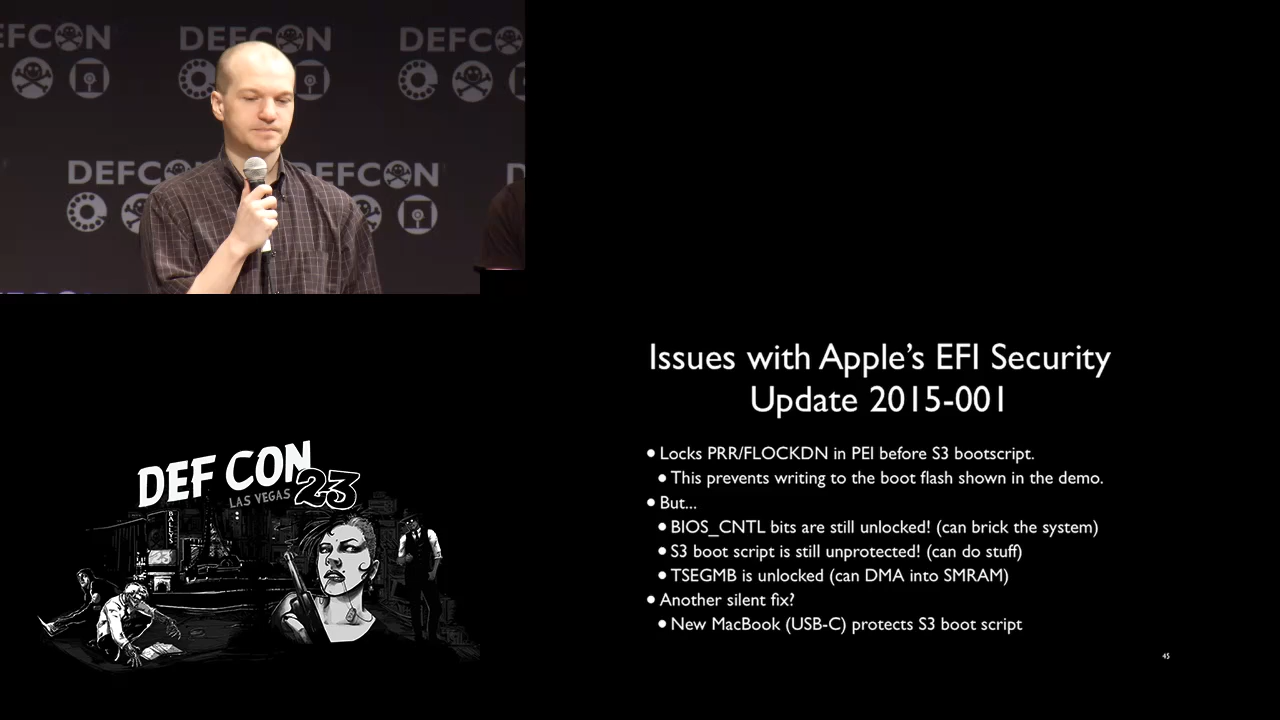 DEFCON
DEFCON
DEFCON
DEFCON
DEFCON
Issues with Apple's EFI Security
Update 2015-001
• Locks PRR/FLOCKDN in PEI before S3 bootscript.
• This prevents writing to the boot flash shown in the demo.
• But...
• BIOS_CNTL bits are still unlocked! (can brick the system)
• S3 boot script is still unprotected! (can do stuff)
• TSEGMB is unlocked (can DMA into SMRAM)
• Another silent fix?
• New MacBook (USB-C) protects S3 boot script
45
DEF CON
LAS VEGAS 23
BALLY'S